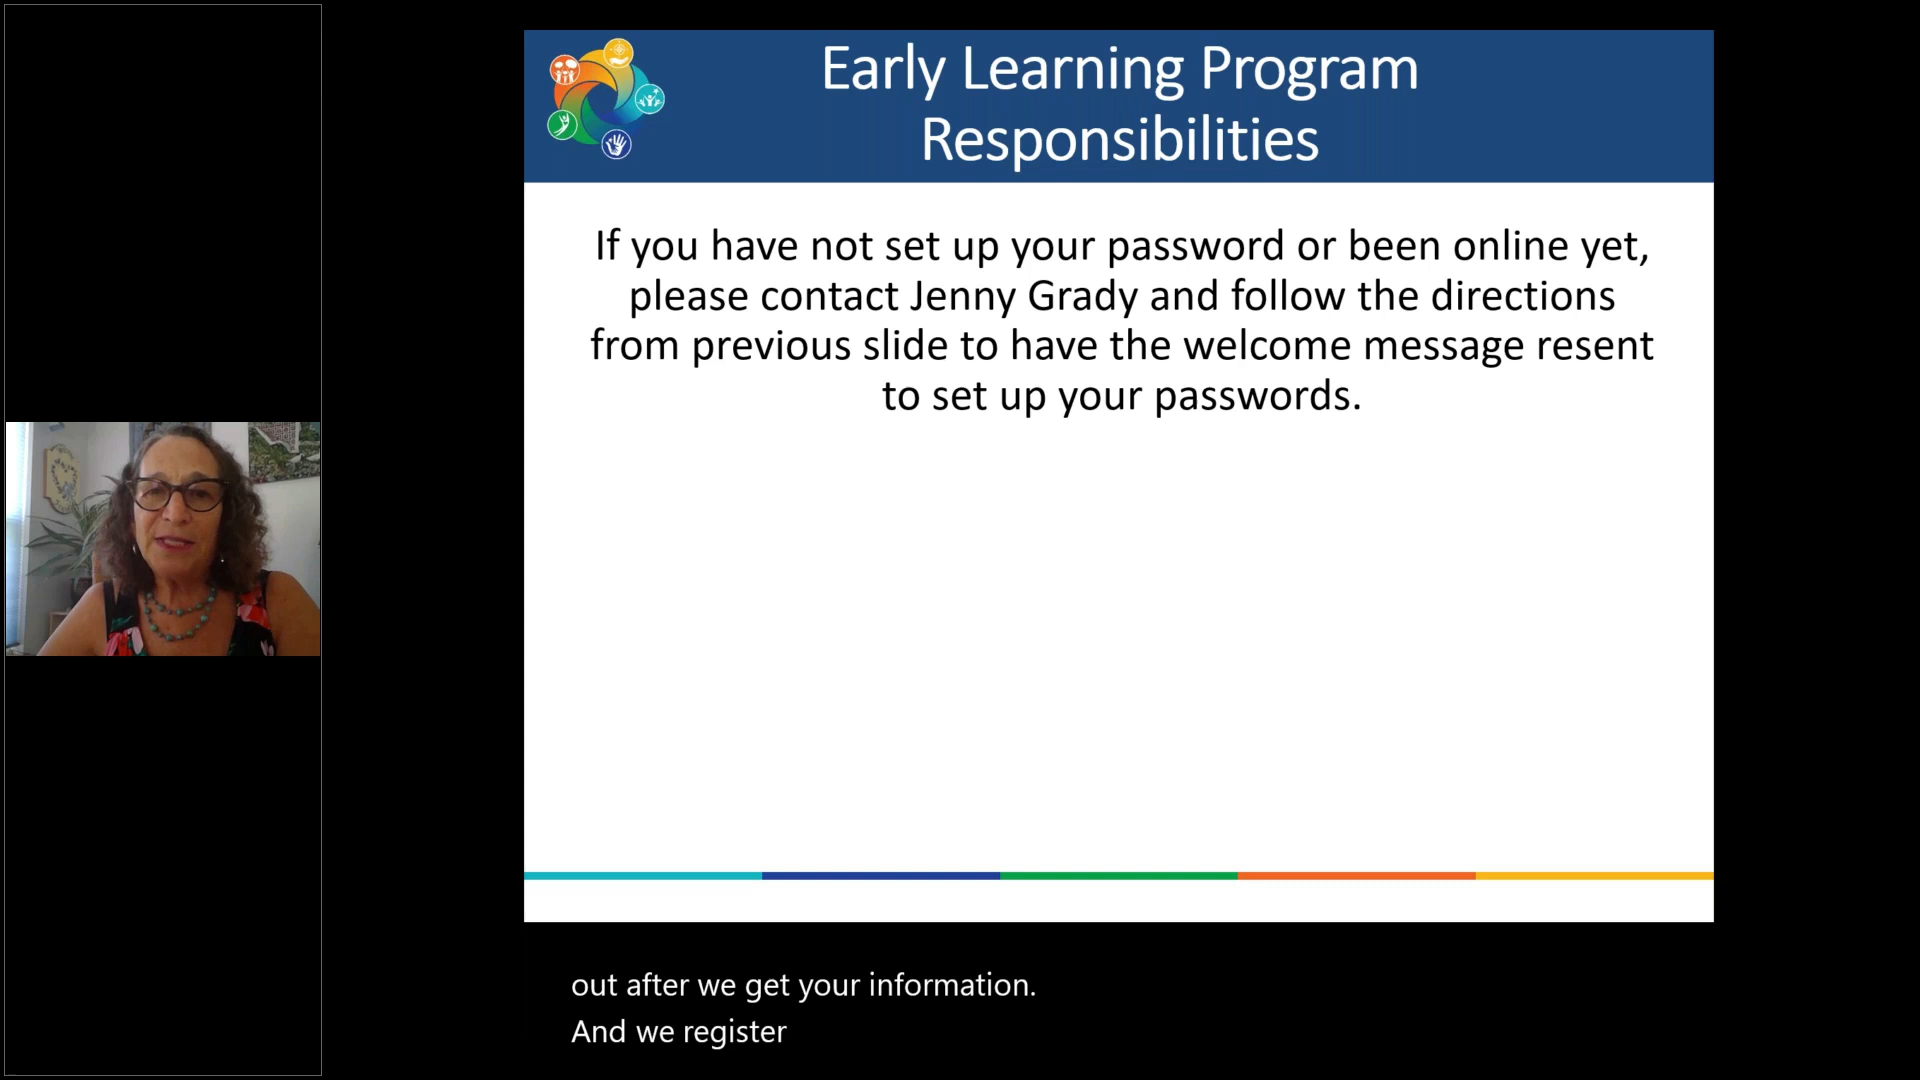 Early Learning Program
Responsibilities
If you have not set up your password or been online yet,
please contact Jenny Grady and follow the directions
from previous slide to have the welcome message resent
to set up your passwords.
out after we get your information.
And we register